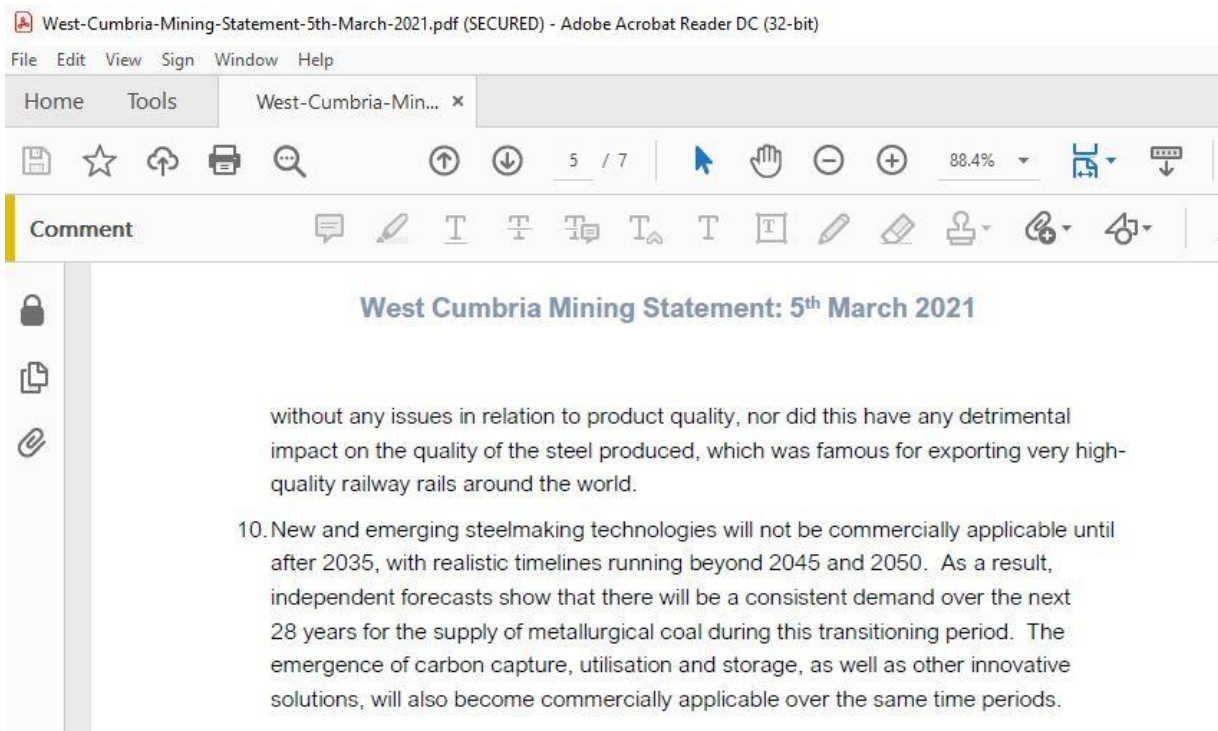 West-Cumbria-Mining-Statement-5th-March-2021.pdf (SECURED) - Adobe Acrobat Reader DC (32-bit)
File Edit View Sign Window Help
Home Tools West-Cumbria-Min... ×
5 / 7 88.4%
Comment
West Cumbria Mining Statement: 5th March 2021
without any issues in relation to product quality, nor did this have any detrimental
impact on the quality of the steel produced, which was famous for exporting very high-
quality railway rails around the world.
10. New and emerging steelmaking technologies will not be commercially applicable until
after 2035, with realistic timelines running beyond 2045 and 2050. As a result,
independent forecasts show that there will be a consistent demand over the next
28 years for the supply of metallurgical coal during this transitioning period. The
emergence of carbon capture, utilisation and storage, as well as other innovative
solutions, will also become commercially applicable over the same time periods.